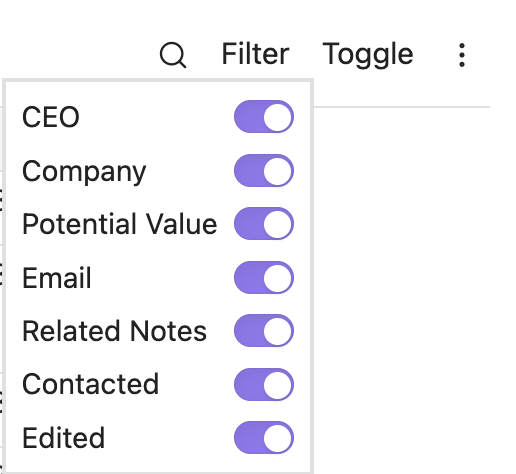 Filter Toggle
CEO
Company
Potential Value
Email
Related Notes
Contacted
Edited